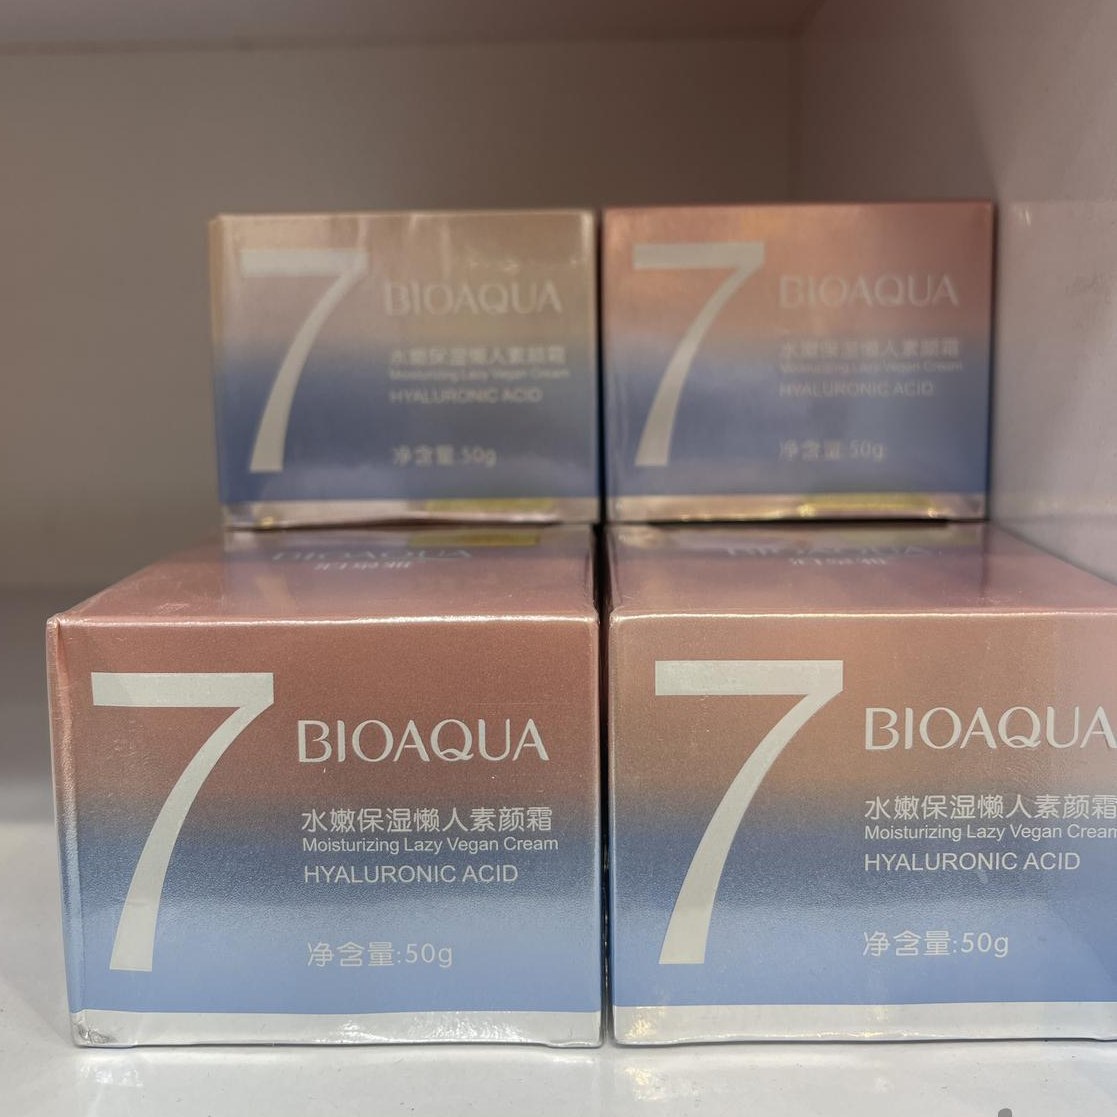 7
BIOAQUA
水嫩保湿懒人素颜霜
Moisturizing Lazy Vegan Cream
HYALURONIC ACID
净含量:50g
7
BIOAQUA
水嫩保湿懒人素颜霜
Moisturizing Lazy Vegan Cream
HYALURONIC ACID
净含量:50g
BIOAQUA
BIOAQUA
7
BIOAQUA
水嫩保湿懒人素颜霜
Moisturizing Lazy Vegan Cream
HYALURONIC ACID
净含量:50g
7
BIOAQUA
水嫩保湿懒人素颜霜
Moisturizing Lazy Vegan Cream
HYALURONIC ACID
净含量:50g